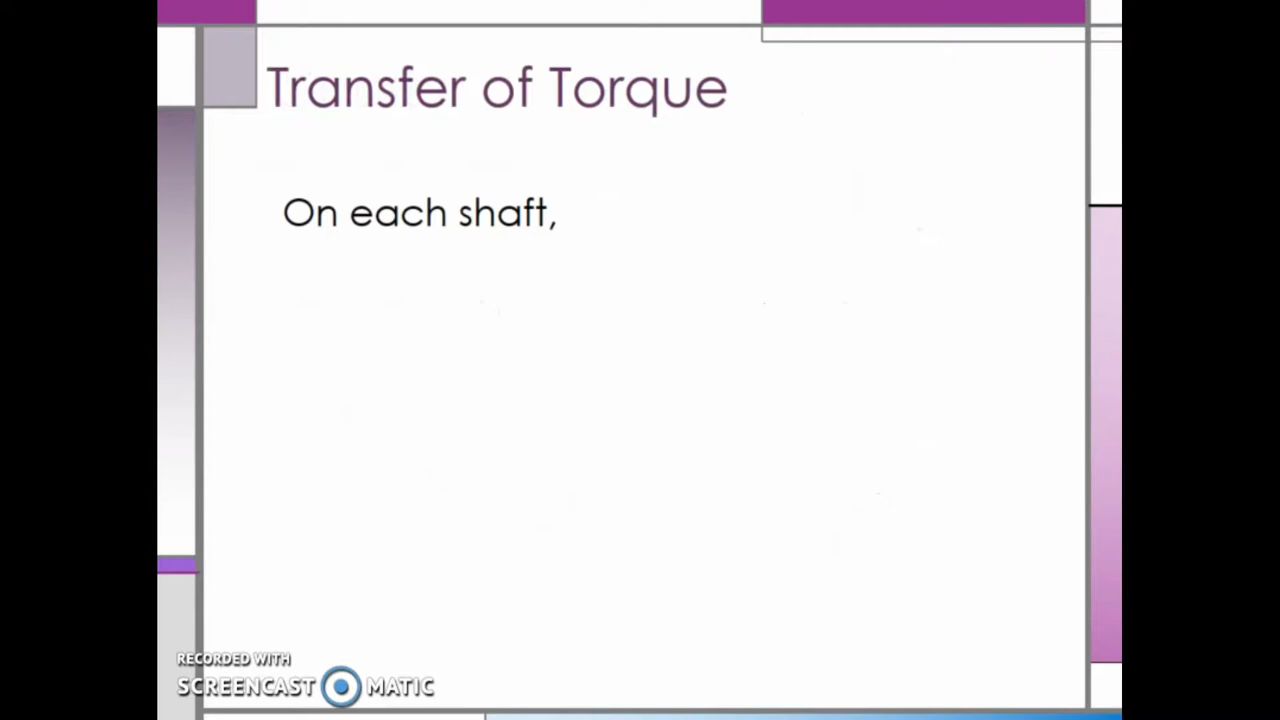 Transfer of Torque
On each shaft,
RECORDED WITH
SCREENCAST MATIC